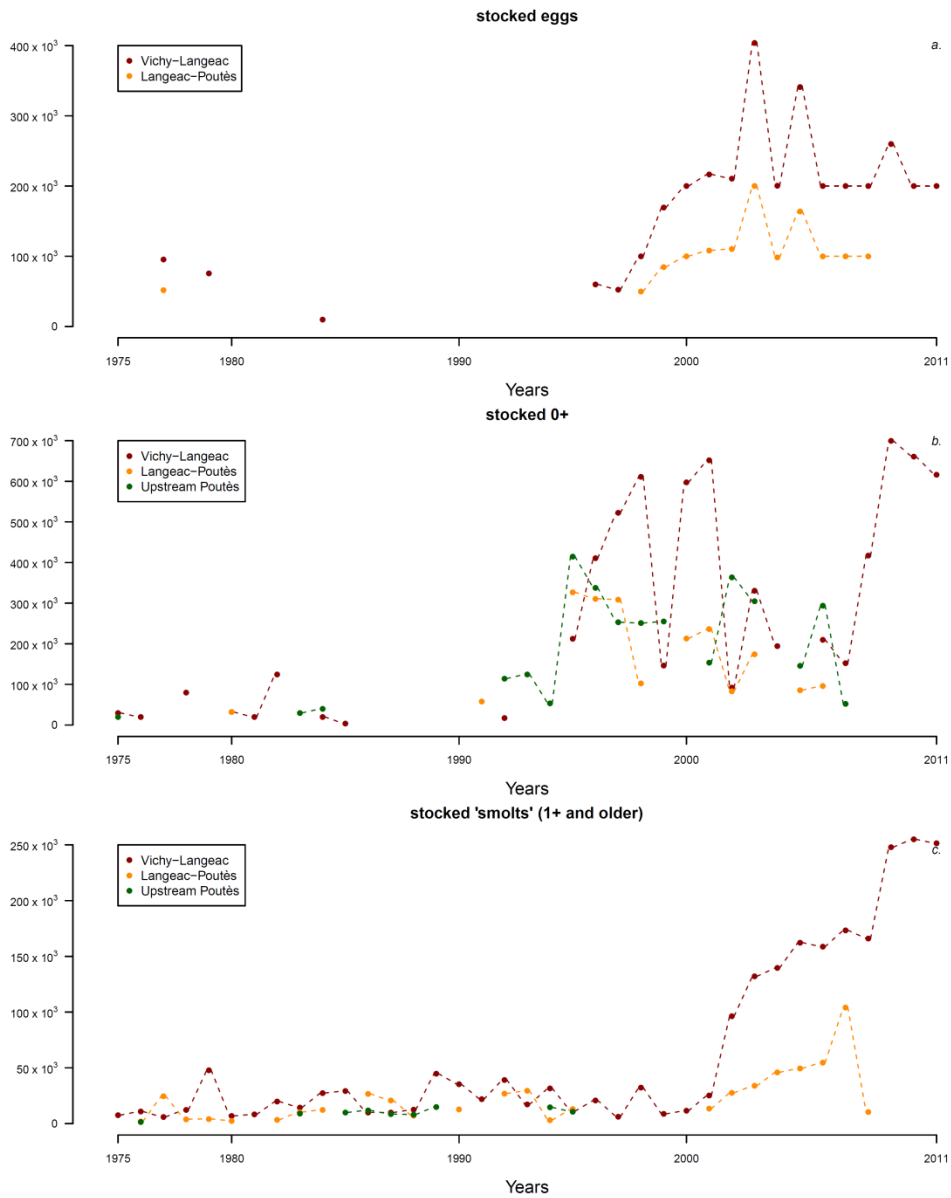 stocked eggs
a.
Vichy−Langeac
Langeac−Poutès
400 x 10³
300 x 10³
200 x 10³
100 x 10³
0
1975 1980 1990 2000 2011
Years
stocked 0+
b.
Vichy−Langeac
Langeac−Poutès
Upstream Poutès
700 x 10³
600 x 10³
500 x 10³
400 x 10³
300 x 10³
200 x 10³
100 x 10³
0
1975 1980 1990 2000 2011
Years
stocked 'smolts' (1+ and older)
c.
Vichy−Langeac
Langeac−Poutès
Upstream Poutès
250 x 10³
200 x 10³
150 x 10³
100 x 10³
50 x 10³
0
1975 1980 1990 2000 2011
Years